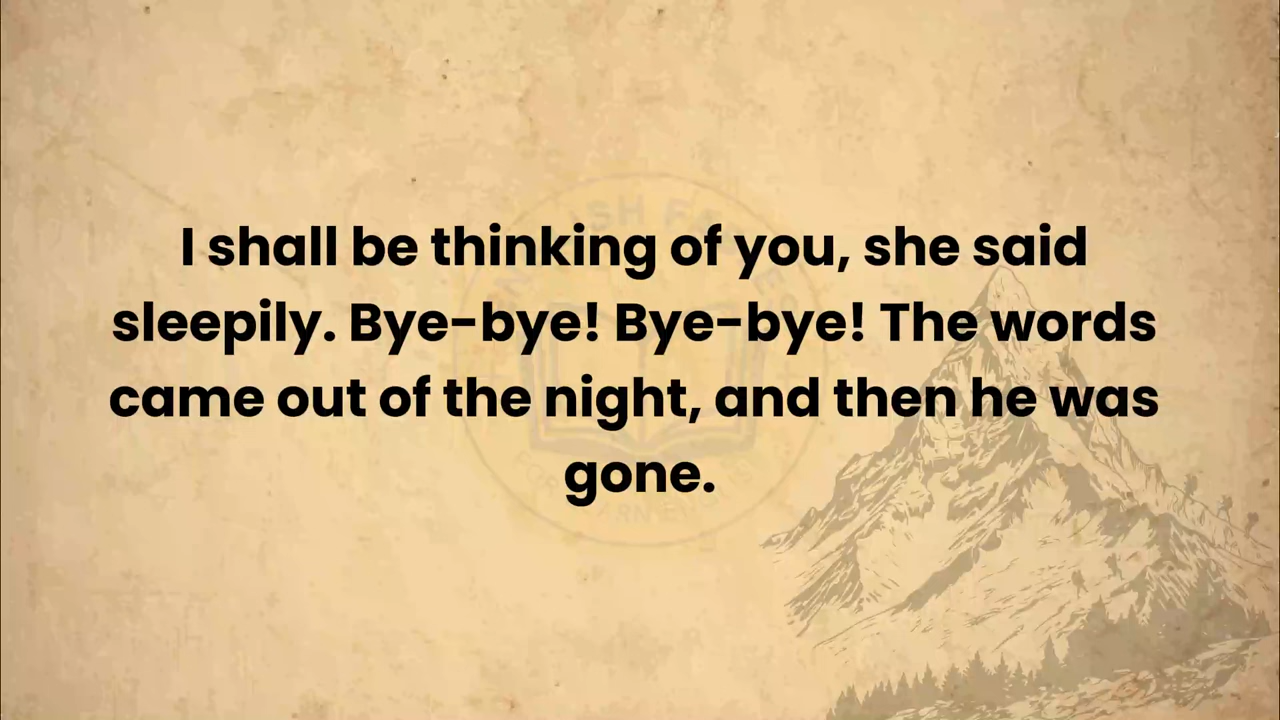 I shall be thinking of you, she said
sleepily. Bye-bye! Bye-bye! The words
came out of the night, and then he was
gone.